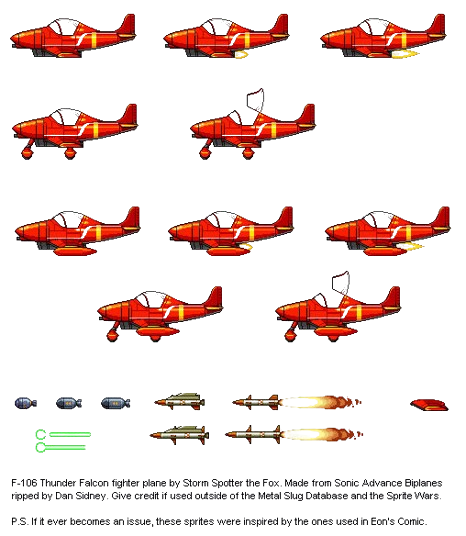 F-106 Thunder Falcon fighter plane by Storm Spotter the Fox. Made from Sonic Advance Biplanes
ripped by Dan Sidney. Give credit if used outside of the Metal Slug Database and the Sprite Wars.
P.S. If it ever becomes an issue, these sprites were inspired by the ones used in Eon's Comic.